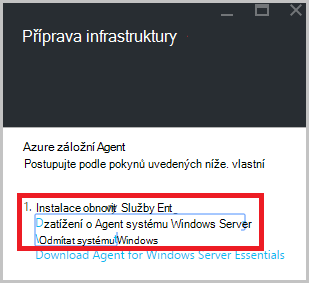 Příprava infrastruktury
Azure záložní Agent
Postupujte podle pokynů uvedených níže. vlastní
1. Instalace obnovit Služby Ent
Dzatížení o Agent systému Windows Server
Odmítat systému Windows
Download Agent for Windows Server Essentials